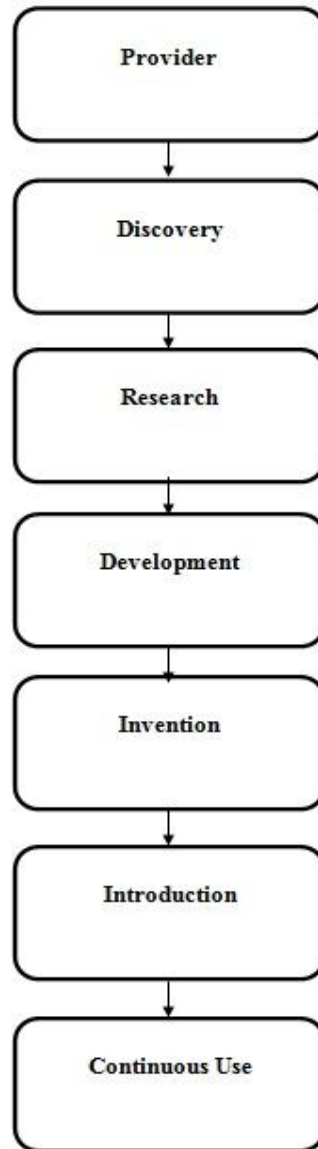 Provider
Discovery
Research
Development
Invention
Introduction
Continuous Use